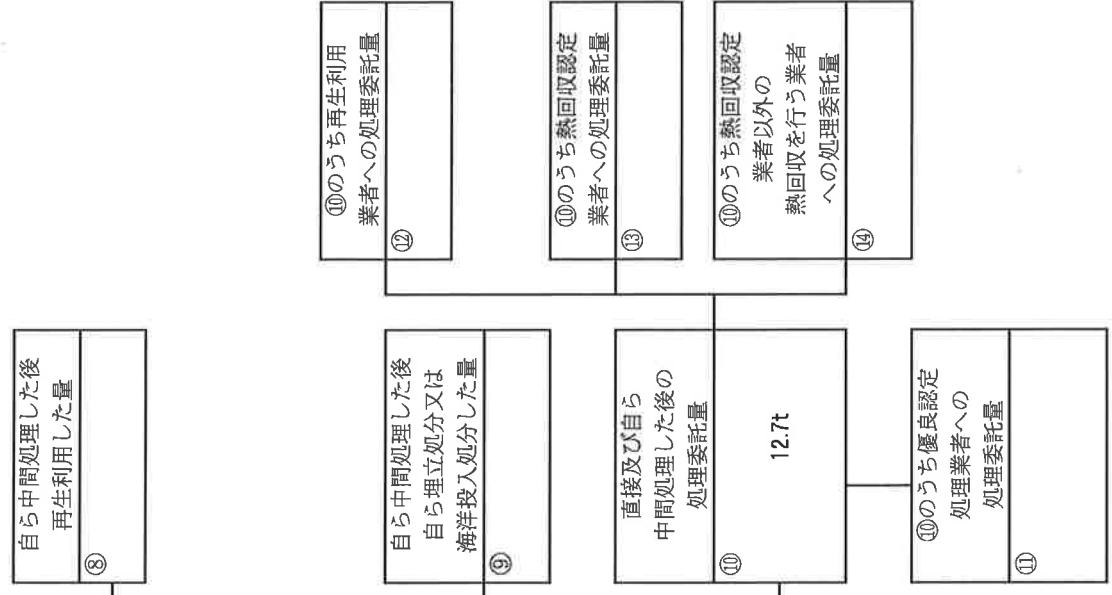 自ら中間処理した後
再生利用した量
⑧
自ら中間処理した後
自ら埋立処分又は
海洋投入処分した量
⑨
直接及び自ら
中間処理した後の
処理委託量
⑩
12.7t
⑩のうち優良認定
処理業者への
処理委託量
⑪
⑩のうち再生利用
業者への処理委託量
⑫
⑩のうち熱回収認定
業者への処理委託量
⑬
⑩のうち熱回収認定
業者以外の
熱回収を行う業者
への処理委託量
⑭